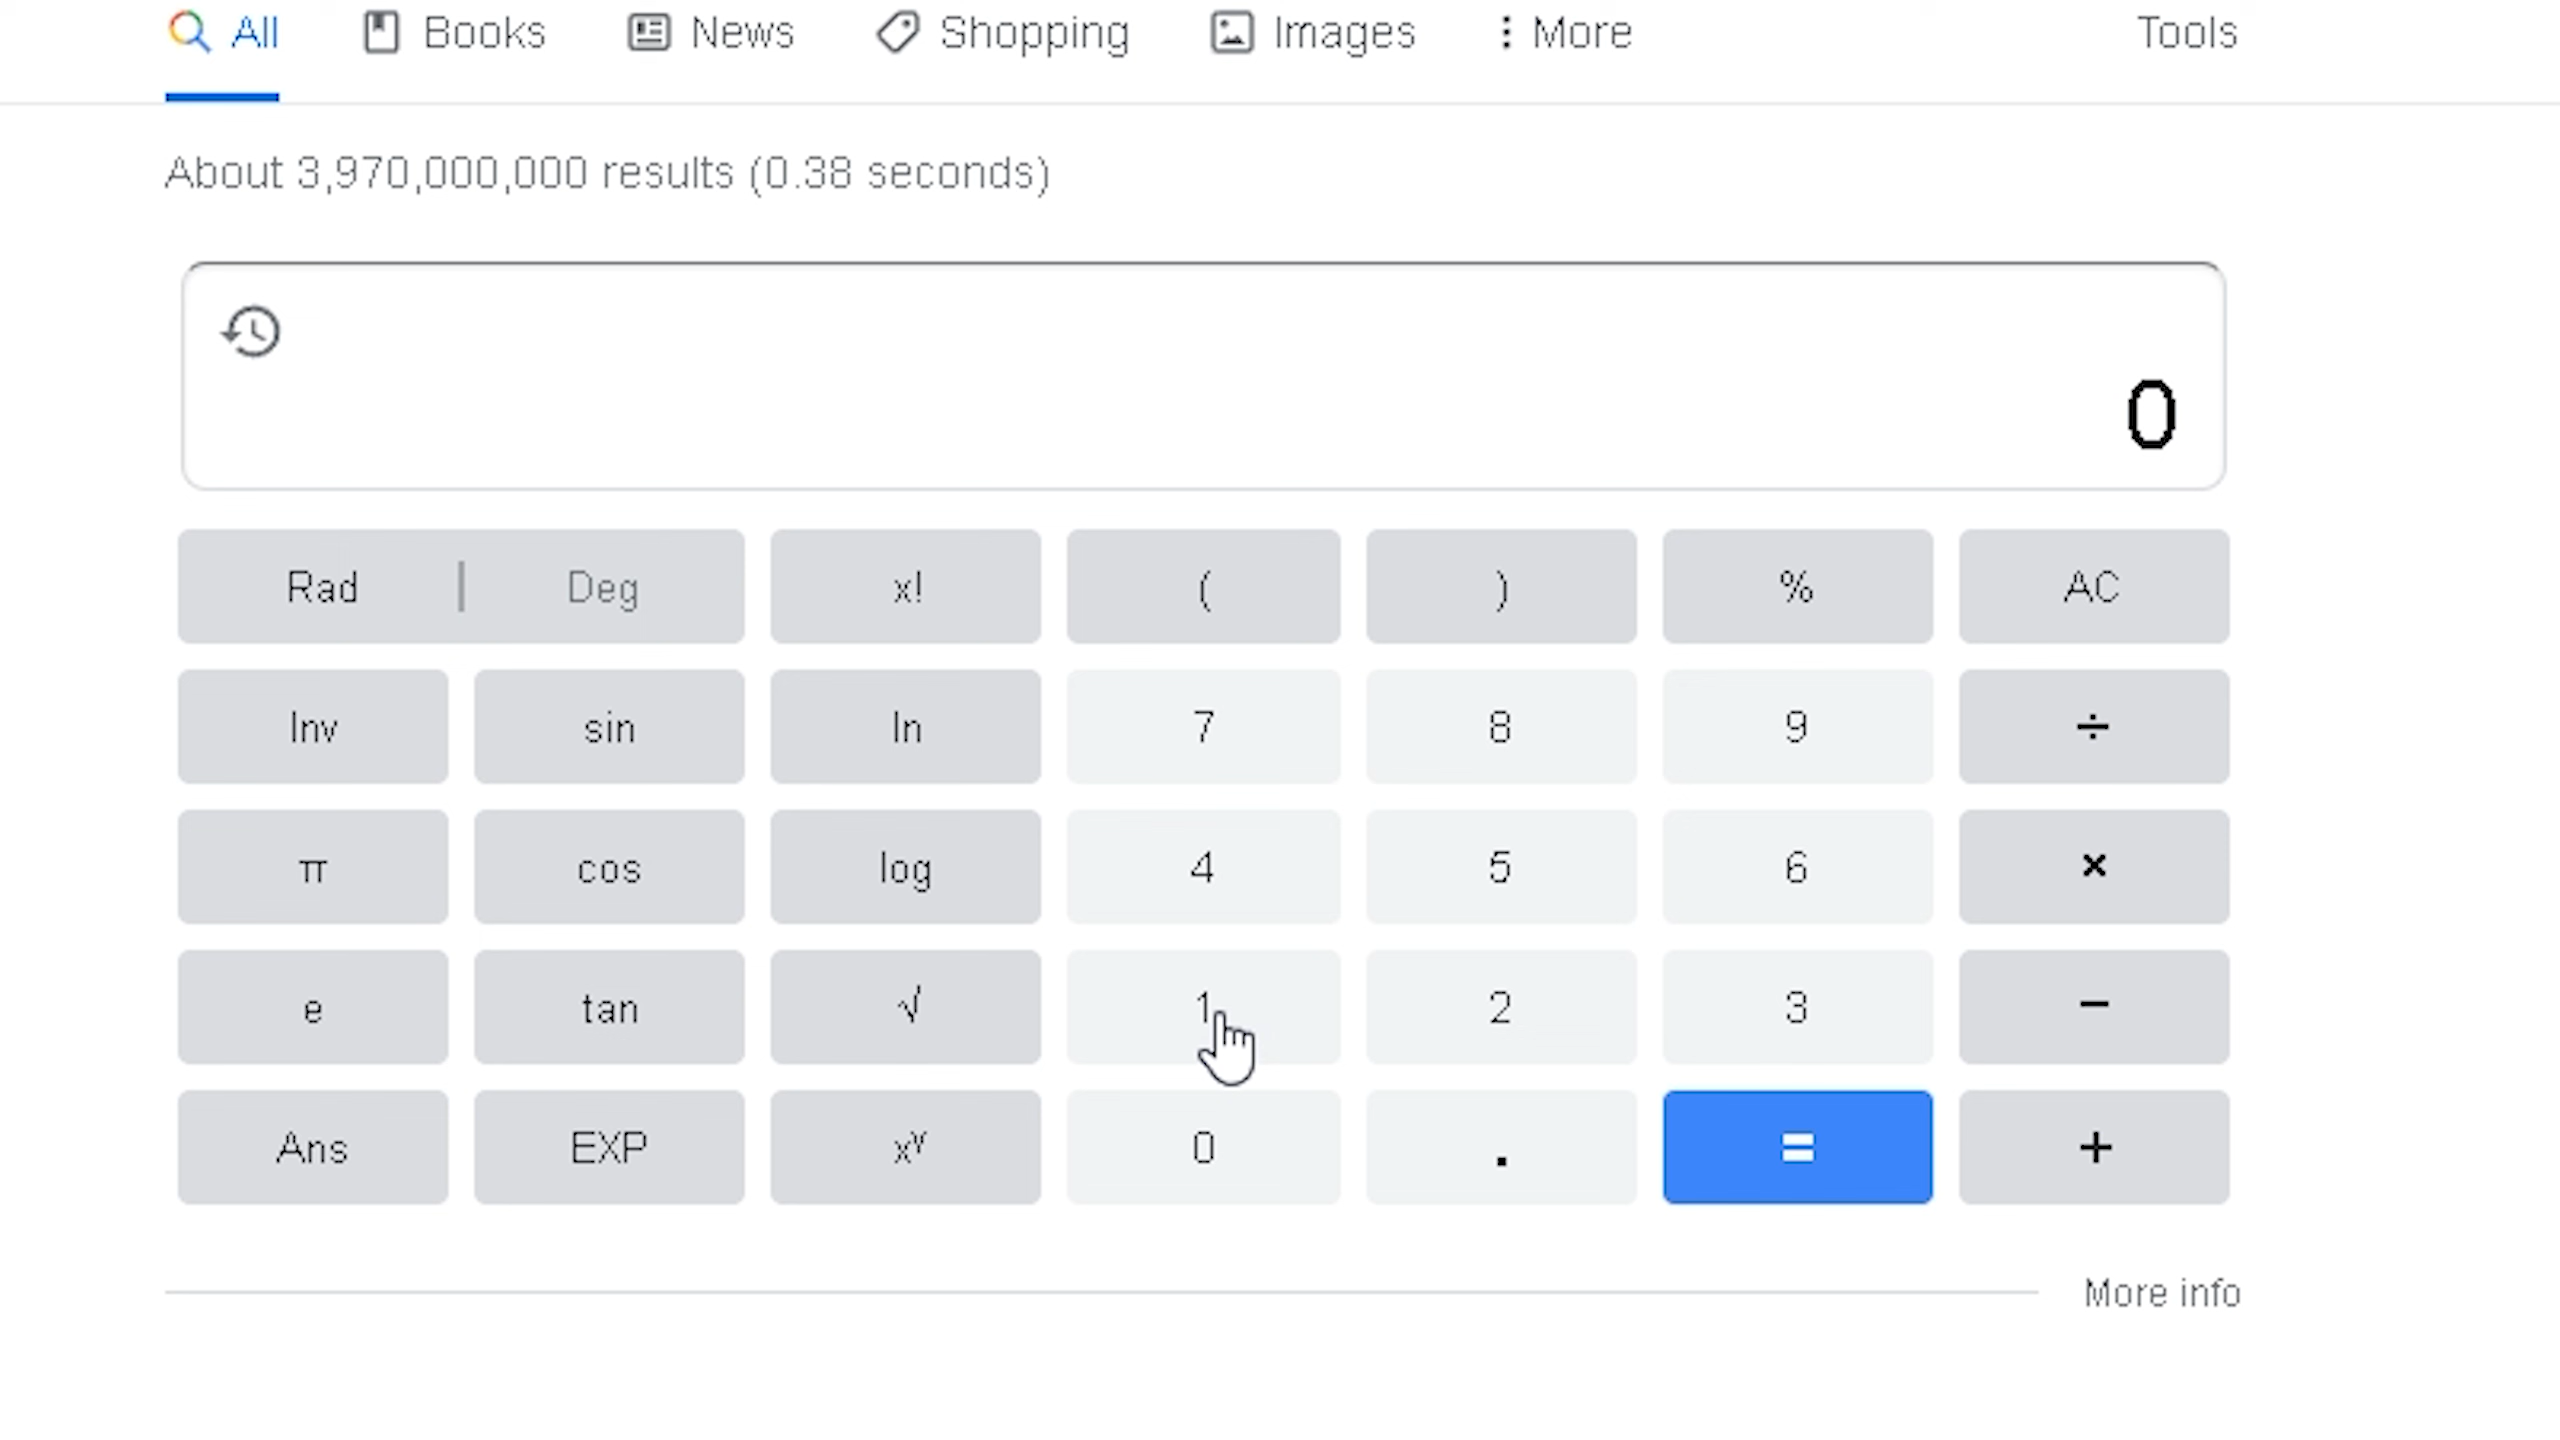 All Books News Shopping Images More Tools
About 3,970,000,000 results (0.38 seconds)
0
Rad | Deg x! ( ) % AC
Inv sin ln 7 8 9 ÷
π cos log 4 5 6 ×
e tan √ 1 2 3 −
Ans EXP xʸ 0 . = +
More info